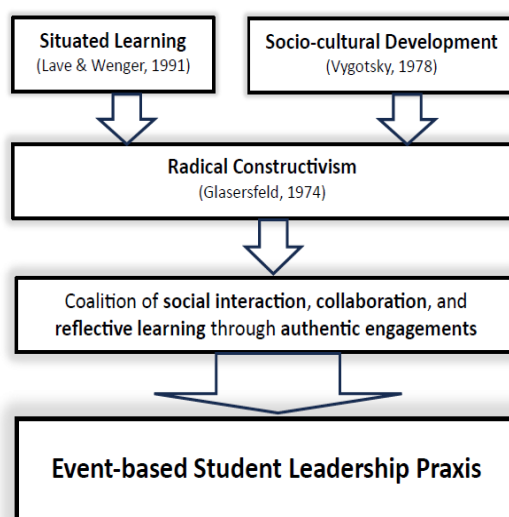 Situated Learning
(Lave & Wenger, 1991)
Socio-cultural Development
(Vygotsky, 1978)
Radical Constructivism
(Glasersfeld, 1974)
Coalition of social interaction, collaboration, and
reflective learning through authentic engagements
Event-based Student Leadership Praxis